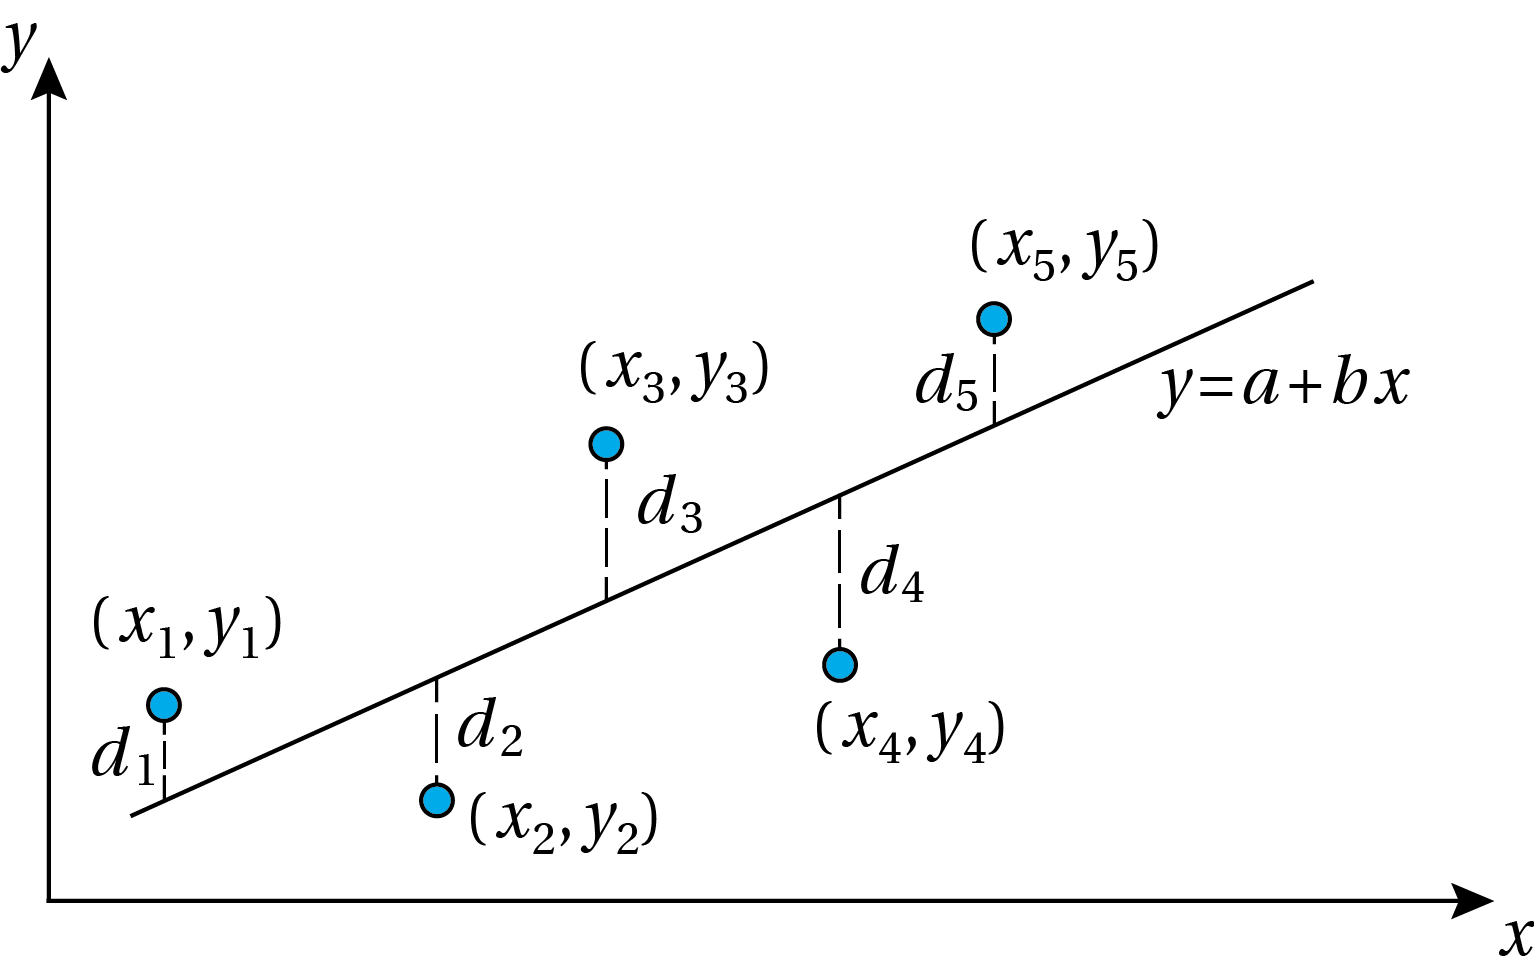 y
(x₅, y₅)
(x₃, y₃)
d₅
y=a+bx
d₃
d₄
(x₁, y₁)
d₂
(x₄, y₄)
d₁
(x₂, y₂)
x